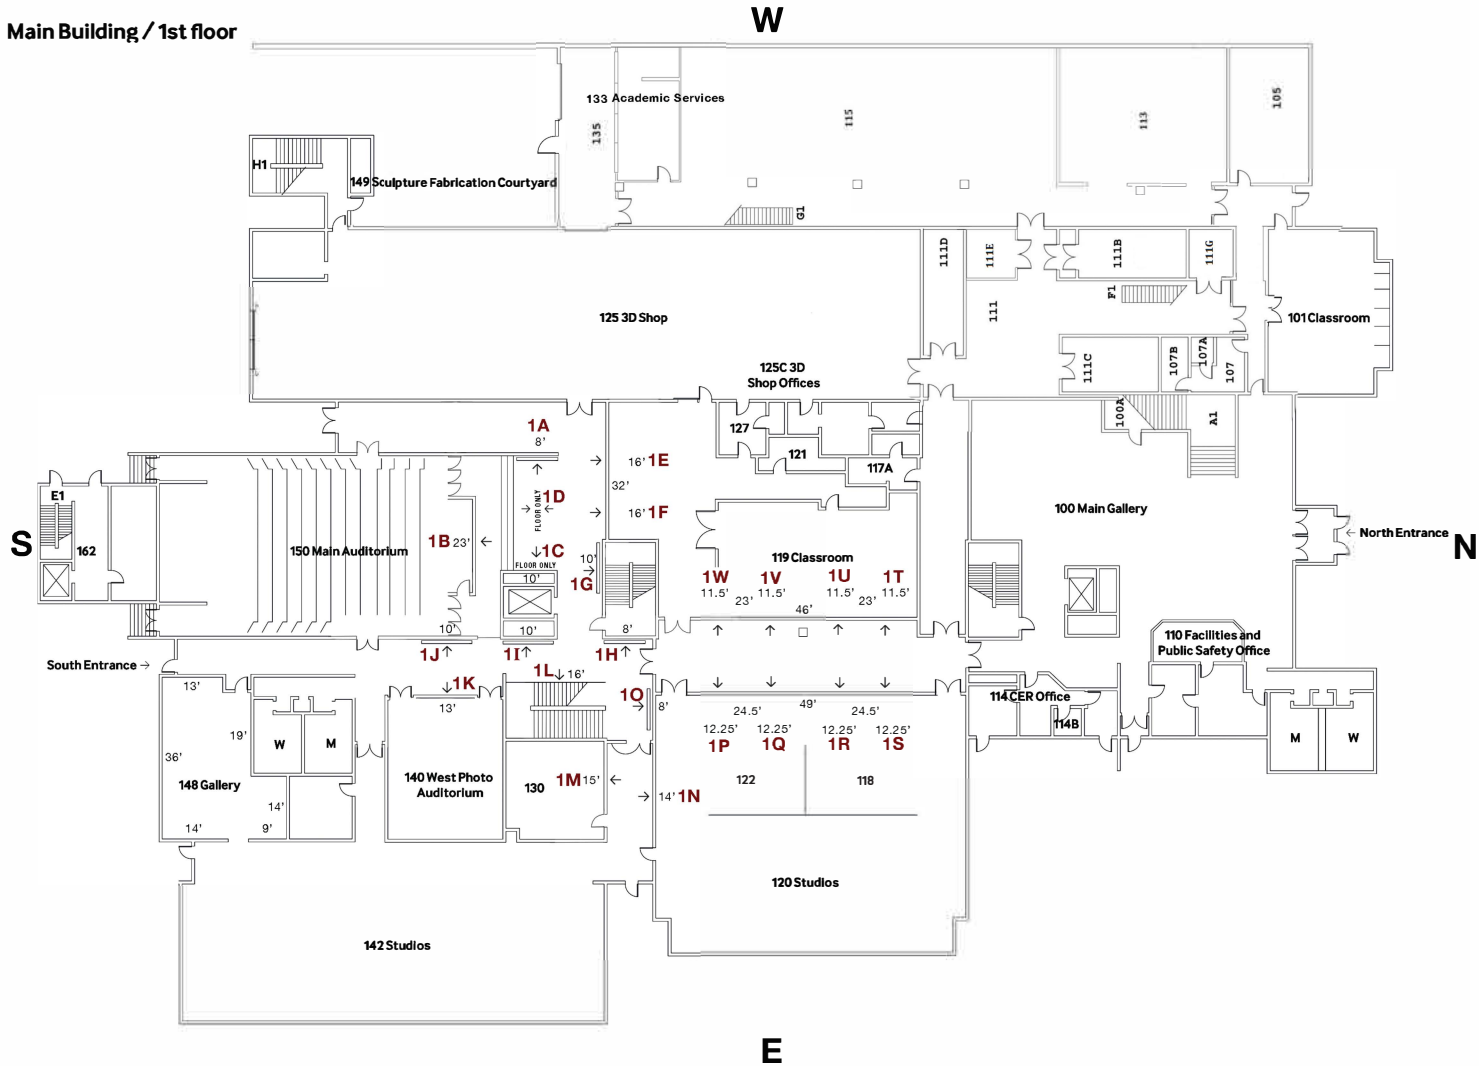 Main Building / 1st floor
W
133 Academic Services
135
115
113
105
H1
149 Sculpture Fabrication Courtyard
G1
111D
111E
111B
111G
F1
111
125 3D Shop
101 Classroom
125C 3D
Shop Offices
111C
107B
107A
107
100A
A1
1A
8'
127
121
117A
16' 1E
32'
16' 1F
E1
162
S
150 Main Auditorium
1B 23'
1D
FLOOR ONLY
1C
FLOOR ONLY
10'
10'
1G
100 Main Gallery
North Entrance
N
119 Classroom
1W
11.5'
1V
11.5'
1U
11.5'
1T
11.5'
23'
23'
46'
10'
10'
8'
1J
1I
1H
South Entrance
1K
13'
1L 16'
1O
8'
110 Facilities and
Public Safety Office
114 CER Office
114B
13'
19'
36'
W
M
148 Gallery
14'
14'
9'
140 West Photo
Auditorium
130
1M 15'
14' 1N
24.5'
49'
24.5'
12.25'
12.25'
12.25'
12.25'
1P
1Q
1R
1S
122
118
M
W
120 Studios
142 Studios
E